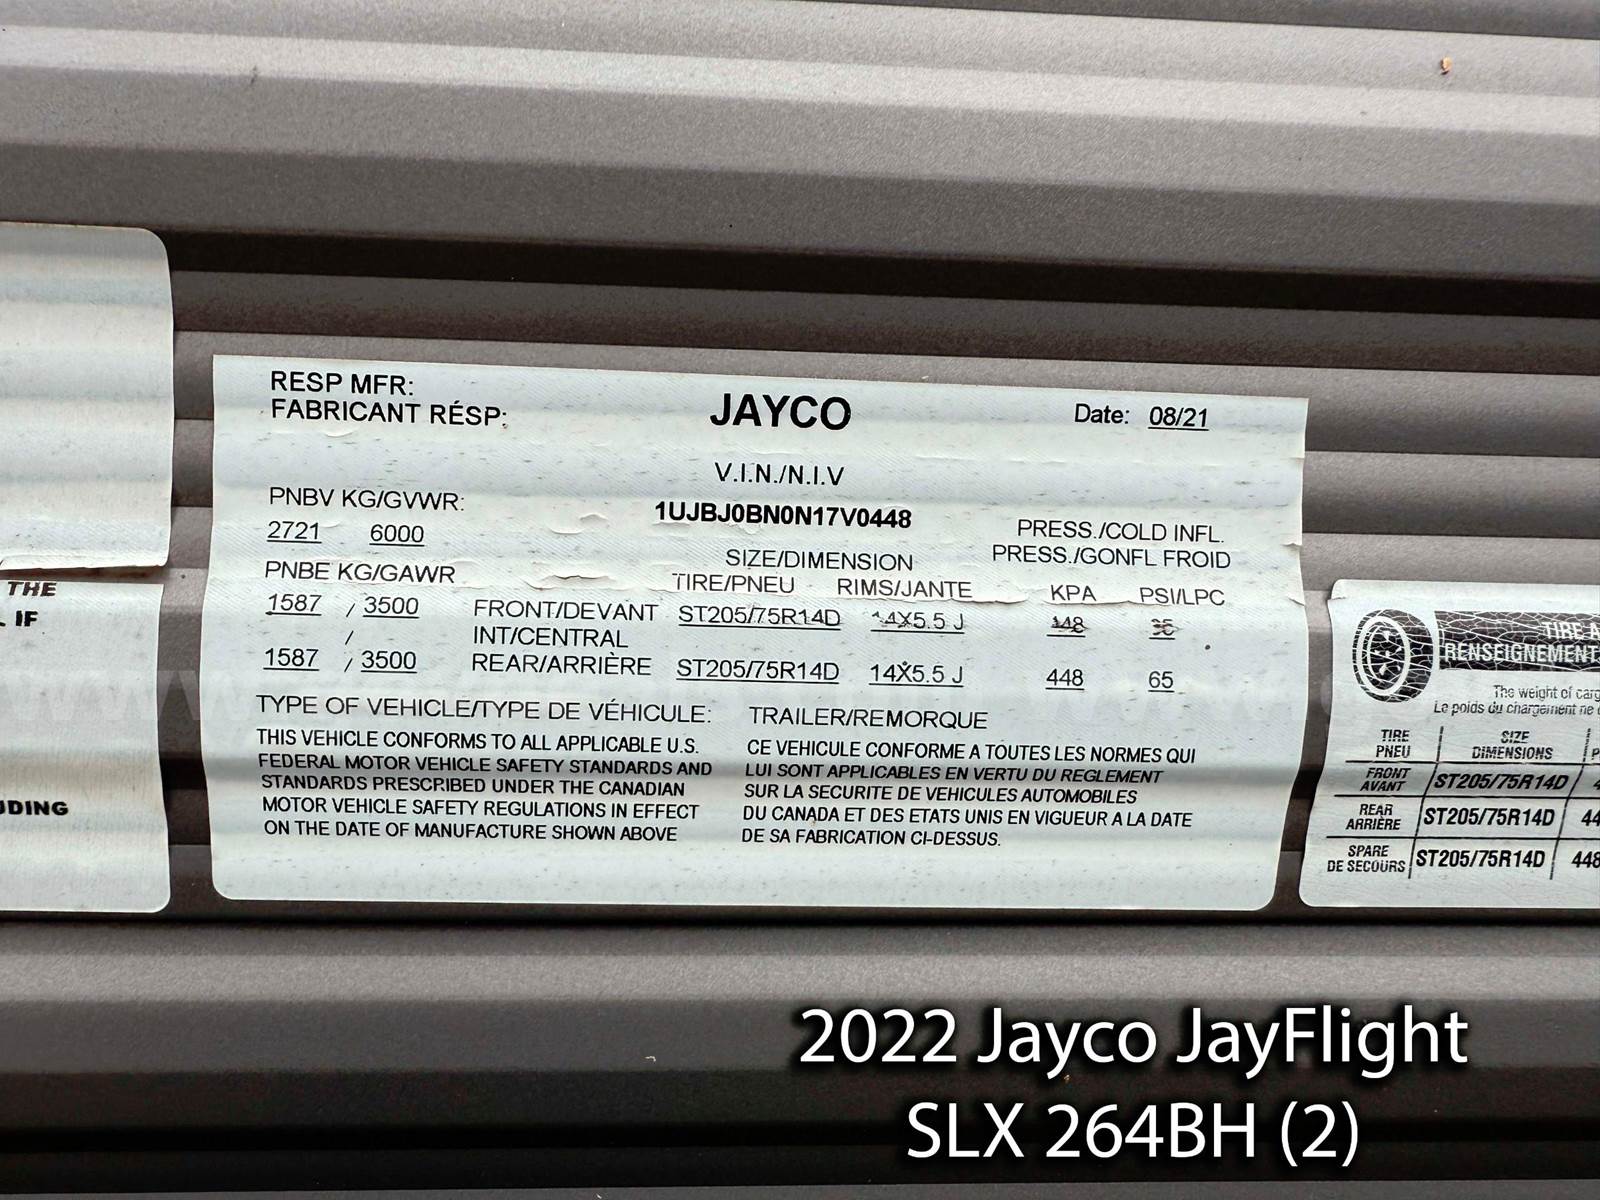 RESP MFR:
FABRICANT RÉSP:
JAYCO
Date: 08/21
V.I.N./N.I.V
PNBV KG/GVWR:
1UJBJ0BN0N17V0448
2721 6000
PRESS./COLD INFL.
PRESS./GONFL FROID
SIZE/DIMENSION
PNBE KG/GAWR
TIRE/PNEU RIMS/JANTE KPA PSI/LPC
1587 / 3500 FRONT/DEVANT ST205/75R14D 14X5.5 J 448
/ INT/CENTRAL
1587 / 3500 REAR/ARRIÈRE ST205/75R14D 14X5.5 J 448 65
TYPE OF VEHICLE/TYPE DE VÉHICULE: TRAILER/REMORQUE
THIS VEHICLE CONFORMS TO ALL APPLICABLE U.S.
FEDERAL MOTOR VEHICLE SAFETY STANDARDS AND
STANDARDS PRESCRIBED UNDER THE CANADIAN
MOTOR VEHICLE SAFETY REGULATIONS IN EFFECT
ON THE DATE OF MANUFACTURE SHOWN ABOVE
CE VEHICULE CONFORME A TOUTES LES NORMES QUI
LUI SONT APPLICABLES EN VERTU DU REGLEMENT
SUR LA SECURITE DE VEHICULES AUTOMOBILES
DU CANADA ET DES ETATS UNIS EN VIGUEUR A LA DATE
DE SA FABRICATION CI-DESSUS.
THE
IF
UDING
TIRE A
RENSEIGNEMENT
The weight of carg
Le poids du chargement ne
TIRE SIZE
PNEU DIMENSIONS P
FRONT
AVANT ST205/75R14D 4
REAR
ARRIÈRE ST205/75R14D 44
SPARE
DE SECOURS ST205/75R14D 448
2022 Jayco JayFlight
SLX 264BH (2)